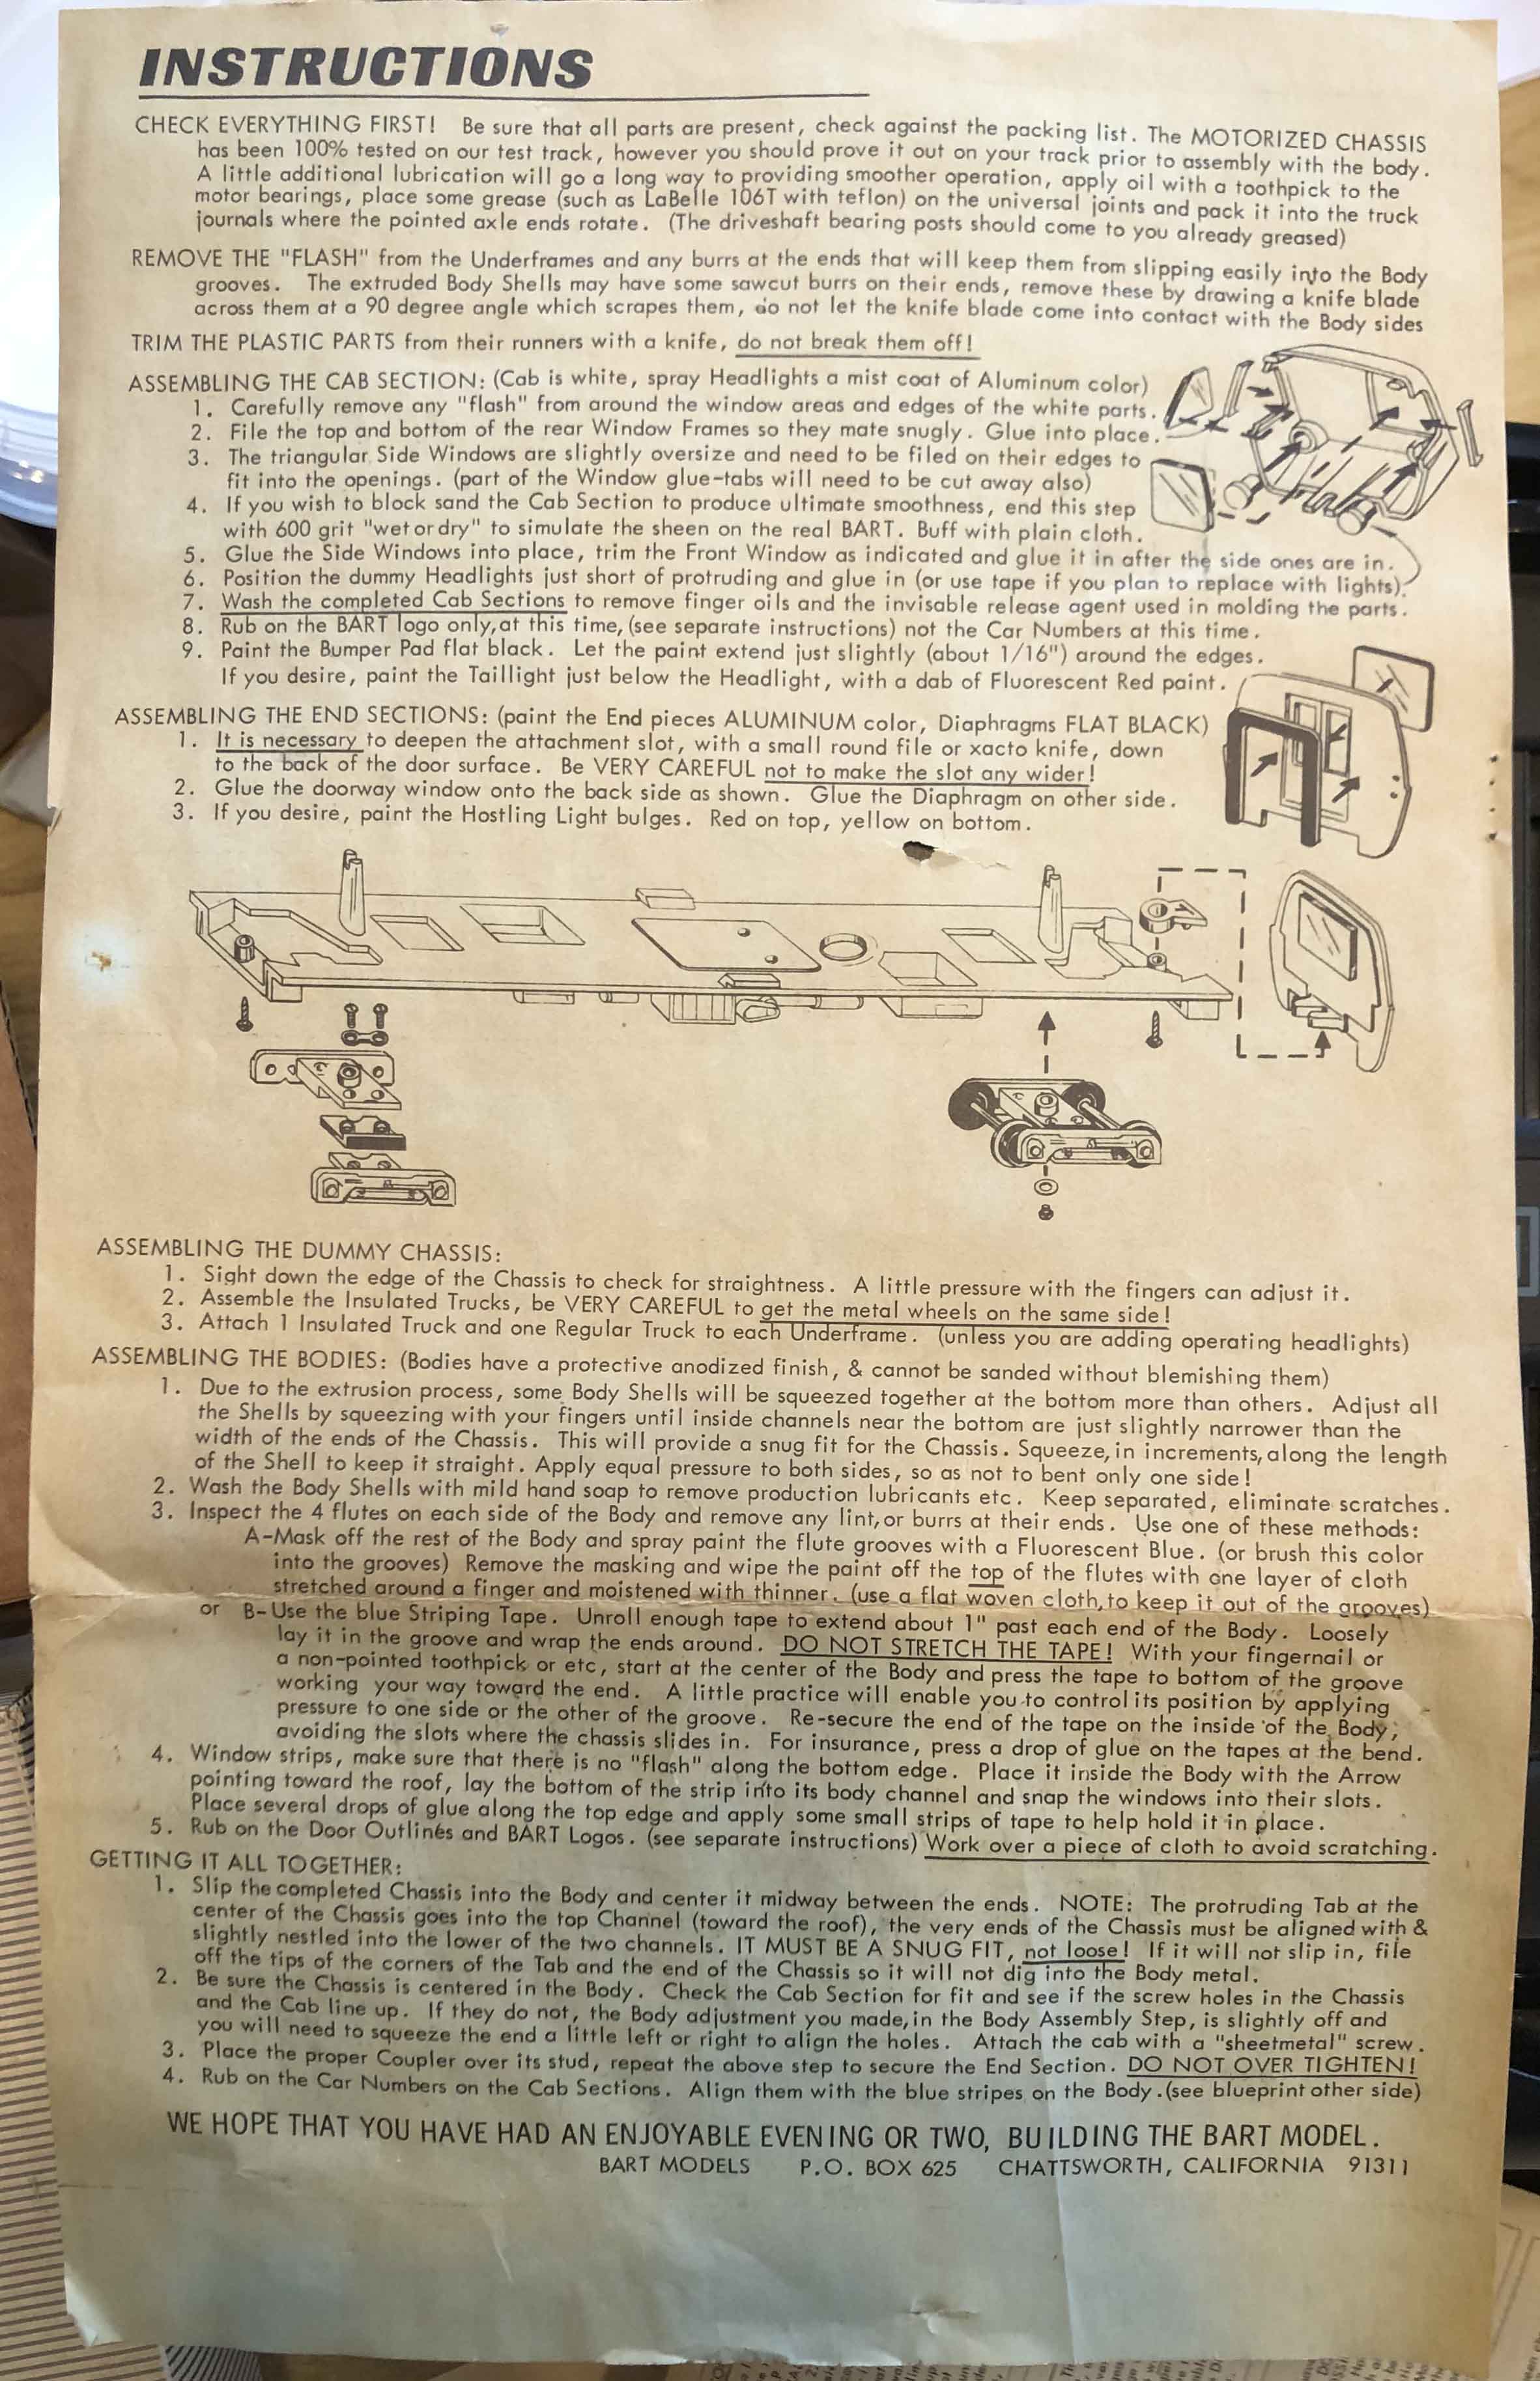 INSTRUCTIONS
CHECK EVERYTHING FIRST! Be sure that all parts are present, check against the packing list. The MOTORIZED CHASSIS
has been 100% tested on our test track, however you should prove it out on your track prior to assembly with the body.
A little additional lubrication will go a long way to providing smoother operation, apply oil with a toothpick to the
motor bearings, place some grease (such as LaBelle 106T with teflon) on the universal joints and pack it into the truck
journals where the pointed axle ends rotate. (The driveshaft bearing posts should come to you already greased)
REMOVE THE "FLASH" from the Underframes and any burrs at the ends that will keep them from slipping easily into the Body
grooves. The extruded Body Shells may have some sawcut burrs on their ends, remove these by drawing a knife blade
across them at a 90 degree angle which scrapes them, do not let the knife blade come into contact with the Body sides
TRIM THE PLASTIC PARTS from their runners with a knife, do not break them off!
ASSEMBLING THE CAB SECTION: (Cab is white, spray Headlights a mist coat of Aluminum color)
1. Carefully remove any "flash" from around the window areas and edges of the white parts.
2. File the top and bottom of the rear Window Frames so they mate snugly. Glue into place.
3. The triangular Side Windows are slightly oversize and need to be filed on their edges to
fit into the openings. (part of the Window glue-tabs will need to be cut away also)
4. If you wish to block sand the Cab Section to produce ultimate smoothness, end this step
with 600 grit "wet or dry" to simulate the sheen on the real BART. Buff with plain cloth.
5. Glue the Side Windows into place, trim the Front Window as indicated and glue it in after the side ones are in.
6. Position the dummy Headlights just short of protruding and glue in (or use tape if you plan to replace with lights).
7. Wash the completed Cab Sections to remove finger oils and the invisable release agent used in molding the parts.
8. Rub on the BART logo only, at this time, (see separate instructions) not the Car Numbers at this time.
9. Paint the Bumper Pad flat black. Let the paint extend just slightly (about 1/16") around the edges.
If you desire, paint the Taillight just below the Headlight, with a dab of Fluorescent Red paint.
ASSEMBLING THE END SECTIONS: (paint the End pieces ALUMINUM color, Diaphragms FLAT BLACK)
1. It is necessary to deepen the attachment slot, with a small round file or xacto knife, down
to the back of the door surface. Be VERY CAREFUL not to make the slot any wider!
2. Glue the doorway window onto the back side as shown. Glue the Diaphragm on other side.
3. If you desire, paint the Hostling Light bulges. Red on top, yellow on bottom.
ASSEMBLING THE DUMMY CHASSIS:
1. Sight down the edge of the Chassis to check for straightness. A little pressure with the fingers can adjust it.
2. Assemble the Insulated Trucks, be VERY CAREFUL to get the metal wheels on the same side!
3. Attach 1 Insulated Truck and one Regular Truck to each Underframe. (unless you are adding operating headlights)
ASSEMBLING THE BODIES: (Bodies have a protective anodized finish, & cannot be sanded without blemishing them)
1. Due to the extrusion process, some Body Shells will be squeezed together at the bottom more than others. Adjust all
the Shells by squeezing with your fingers until inside channels near the bottom are just slightly narrower than the
width of the ends of the Chassis. This will provide a snug fit for the Chassis. Squeeze, in increments, along the length
of the Shell to keep it straight. Apply equal pressure to both sides, so as not to bent only one side!
2. Wash the Body Shells with mild hand soap to remove production lubricants etc. Keep separated, eliminate scratches.
3. Inspect the 4 flutes on each side of the Body and remove any lint, or burrs at their ends. Use one of these methods:
A-Mask off the rest of the Body and spray paint the flute grooves with a Fluorescent Blue. (or brush this color
into the grooves) Remove the masking and wipe the paint off the top of the flutes with one layer of cloth
stretched around a finger and moistened with thinner. (use a flat woven cloth, to keep it out of the grooves)
or B-Use the blue Striping Tape. Unroll enough tape to extend about 1" past each end of the Body. Loosely
lay it in the groove and wrap the ends around. DO NOT STRETCH THE TAPE! With your fingernail or
a non-pointed toothpick or etc, start at the center of the Body and press the tape to bottom of the groove
working your way toward the end. A little practice will enable you to control its position by applying
pressure to one side or the other of the groove. Re-secure the end of the tape on the inside of the Body,
avoiding the slots where the chassis slides in. For insurance, press a drop of glue on the tapes at the bend.
4. Window strips, make sure that there is no "flash" along the bottom edge. Place it inside the Body with the Arrow
pointing toward the roof, lay the bottom of the strip into its body channel and snap the windows into their slots.
Place several drops of glue along the top edge and apply some small strips of tape to help hold it in place.
5. Rub on the Door Outlines and BART Logos. (see separate instructions) Work over a piece of cloth to avoid scratching.
GETTING IT ALL TOGETHER:
1. Slip the completed Chassis into the Body and center it midway between the ends. NOTE: The protruding Tab at the
center of the Chassis goes into the top Channel (toward the roof), the very ends of the Chassis must be aligned with &
slightly nestled into the lower of the two channels. IT MUST BE A SNUG FIT, not loose! If it will not slip in, file
off the tips of the corners of the Tab and the end of the Chassis so it will not dig into the Body metal.
2. Be sure the Chassis is centered in the Body. Check the Cab Section for fit and see if the screw holes in the Chassis
and the Cab line up. If they do not, the Body adjustment you made, in the Body Assembly Step, is slightly off and
you will need to squeeze the end a little left or right to align the holes. Attach the cab with a "sheetmetal" screw.
3. Place the proper Coupler over its stud, repeat the above step to secure the End Section. DO NOT OVER TIGHTEN!
4. Rub on the Car Numbers on the Cab Sections. Align them with the blue stripes on the Body. (see blueprint other side)
WE HOPE THAT YOU HAVE HAD AN ENJOYABLE EVENING OR TWO, BUILDING THE BART MODEL.
BART MODELS P.O. BOX 625 CHATTSWORTH, CALIFORNIA 91311